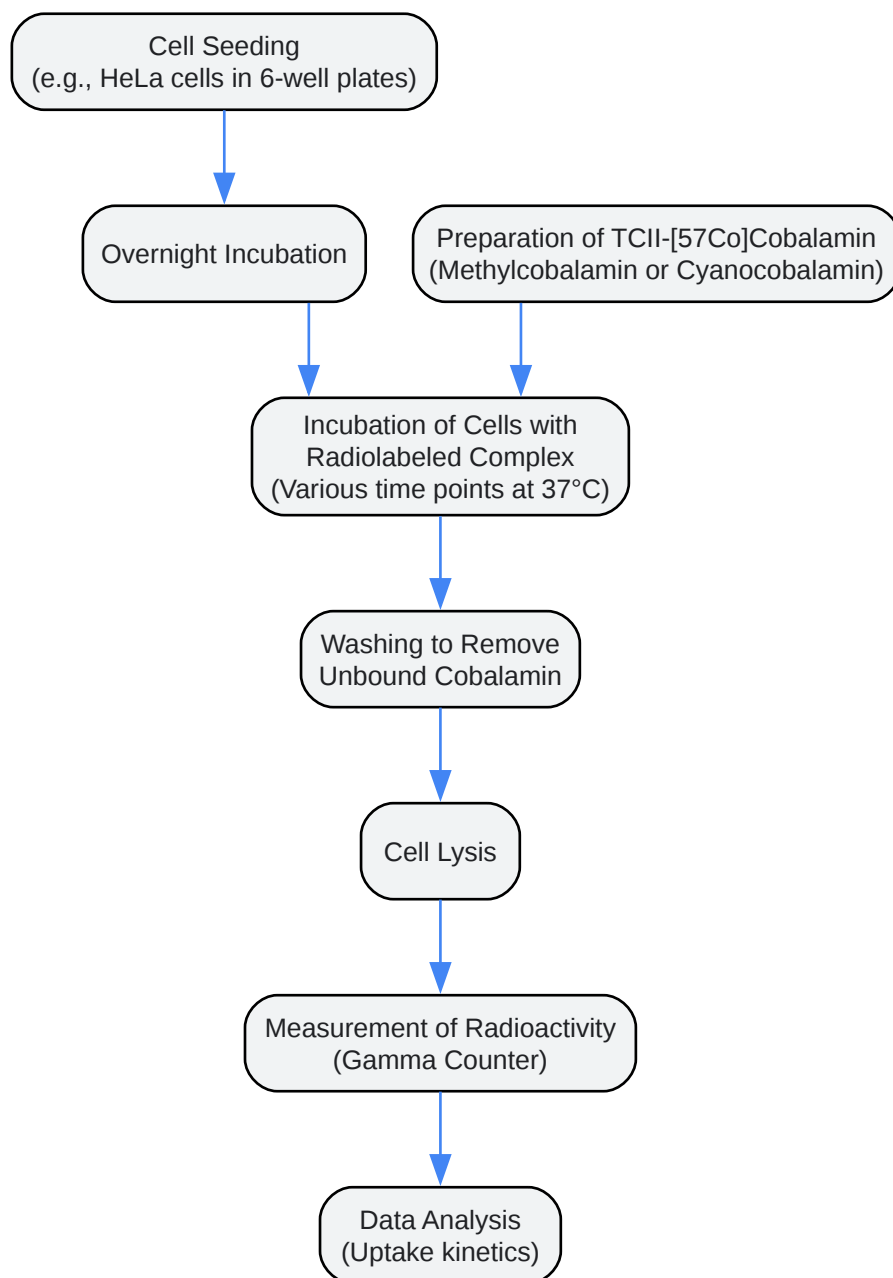 Cell Seeding
(e.g., HeLa cells in 6-well plates)
Overnight Incubation
Preparation of TCII-[57Co]Cobalamin
(Methylcobalamin or Cyanocobalamin)
Incubation of Cells with
Radiolabeled Complex
(Various time points at 37°C)
Washing to Remove
Unbound Cobalamin
Cell Lysis
Measurement of Radioactivity
(Gamma Counter)
Data Analysis
(Uptake kinetics)